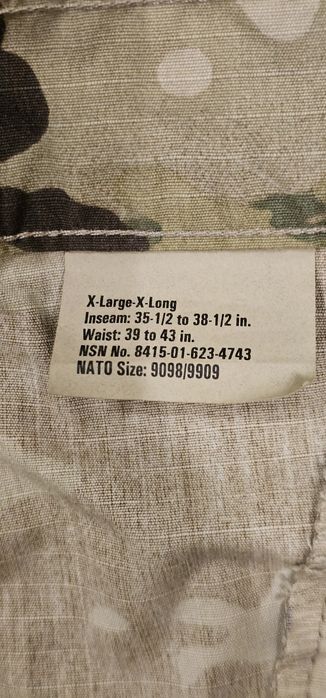 X-Large-X-Long
Inseam: 35-1/2 to 38-1/2 in.
Waist: 39 to 43 in.
NSN No. 8415-01-623-4743
NATO Size: 9098/9909